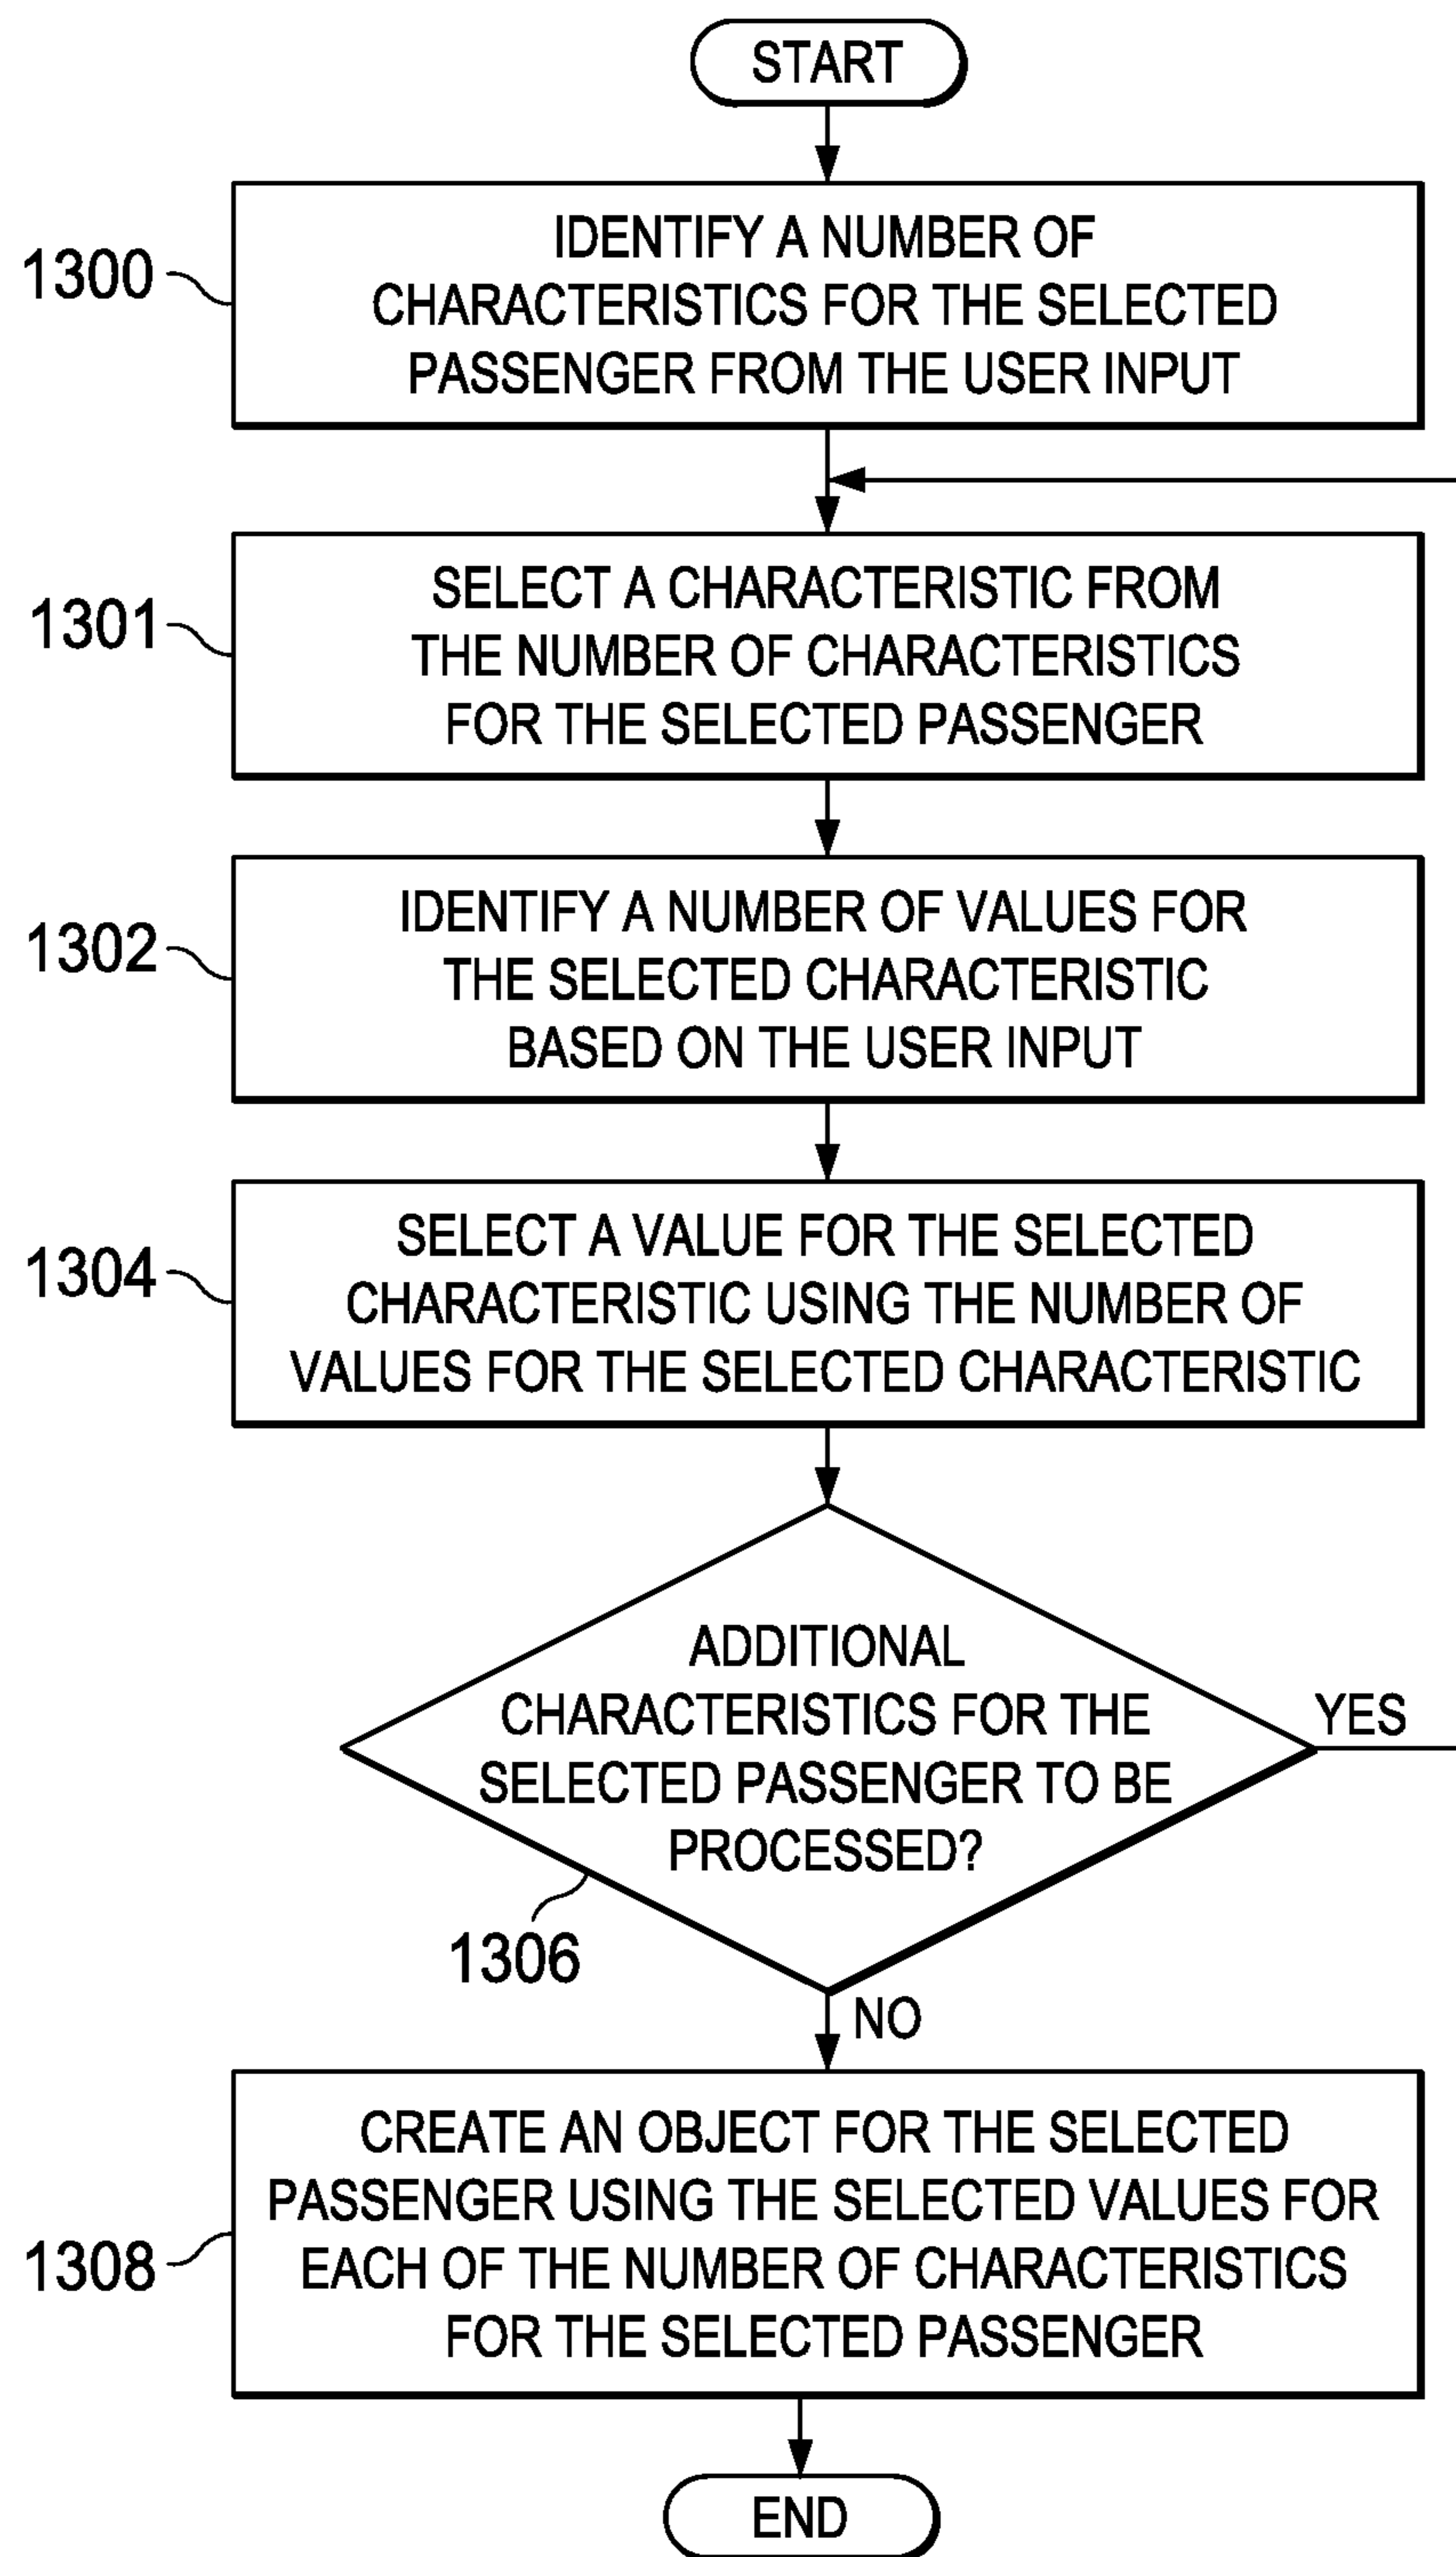 START
1300
IDENTIFY A NUMBER OF
CHARACTERISTICS FOR THE SELECTED
PASSENGER FROM THE USER INPUT
1301
SELECT A CHARACTERISTIC FROM
THE NUMBER OF CHARACTERISTICS
FOR THE SELECTED PASSENGER
1302
IDENTIFY A NUMBER OF VALUES FOR
THE SELECTED CHARACTERISTIC
BASED ON THE USER INPUT
1304
SELECT A VALUE FOR THE SELECTED
CHARACTERISTIC USING THE NUMBER OF
VALUES FOR THE SELECTED CHARACTERISTIC
ADDITIONAL
CHARACTERISTICS FOR THE
SELECTED PASSENGER TO BE
PROCESSED?
YES
1306
NO
1308
CREATE AN OBJECT FOR THE SELECTED
PASSENGER USING THE SELECTED VALUES FOR
EACH OF THE NUMBER OF CHARACTERISTICS
FOR THE SELECTED PASSENGER
END